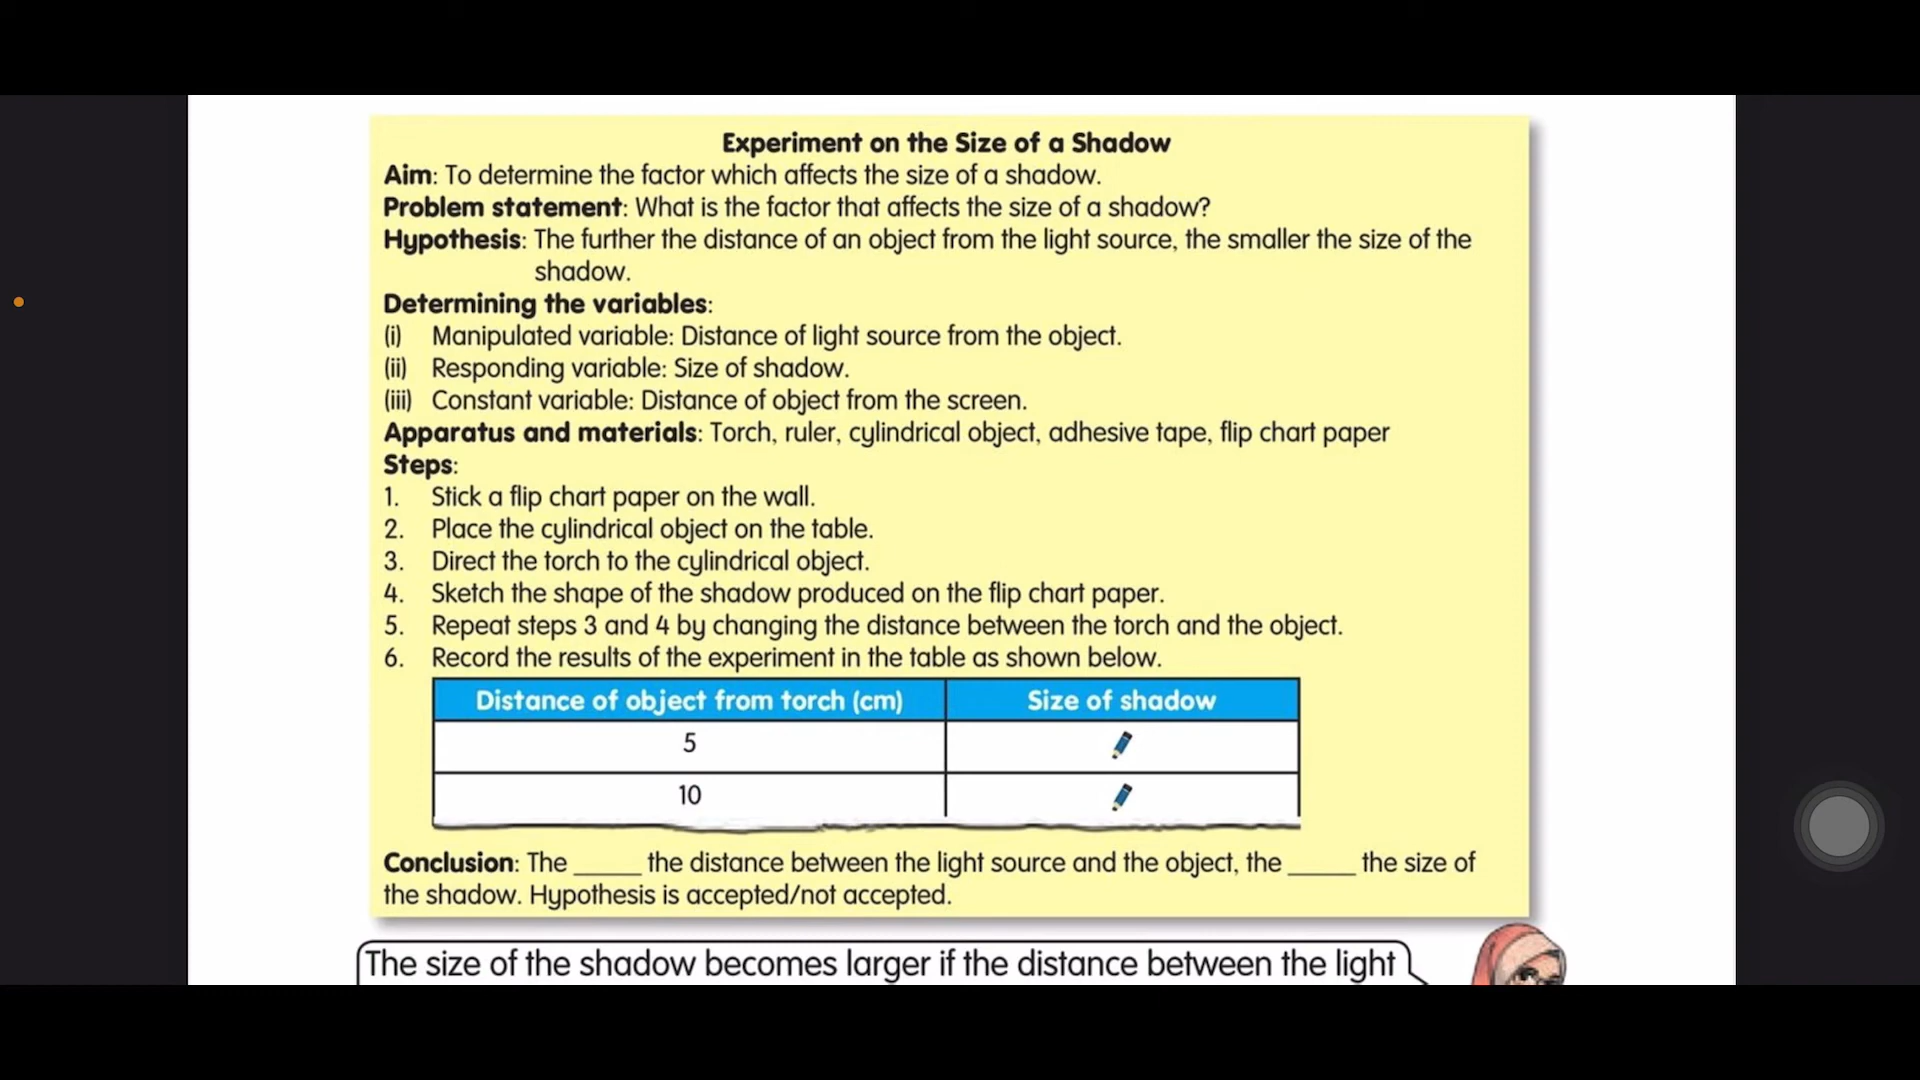 Experiment on the Size of a Shadow
Aim: To determine the factor which affects the size of a shadow.
Problem statement: What is the factor that affects the size of a shadow?
Hypothesis: The further the distance of an object from the light source, the smaller the size of the
shadow.
Determining the variables:
(i) Manipulated variable: Distance of light source from the object.
(ii) Responding variable: Size of shadow.
(iii) Constant variable: Distance of object from the screen.
Apparatus and materials: Torch, ruler, cylindrical object, adhesive tape, flip chart paper
Steps:
1. Stick a flip chart paper on the wall.
2. Place the cylindrical object on the table.
3. Direct the torch to the cylindrical object.
4. Sketch the shape of the shadow produced on the flip chart paper.
5. Repeat steps 3 and 4 by changing the distance between the torch and the object.
6. Record the results of the experiment in the table as shown below.
Distance of object from torch (cm) Size of shadow
5
10
Conclusion: The _____ the distance between the light source and the object, the _____ the size of
the shadow. Hypothesis is accepted/not accepted.
The size of the shadow becomes larger if the distance between the light